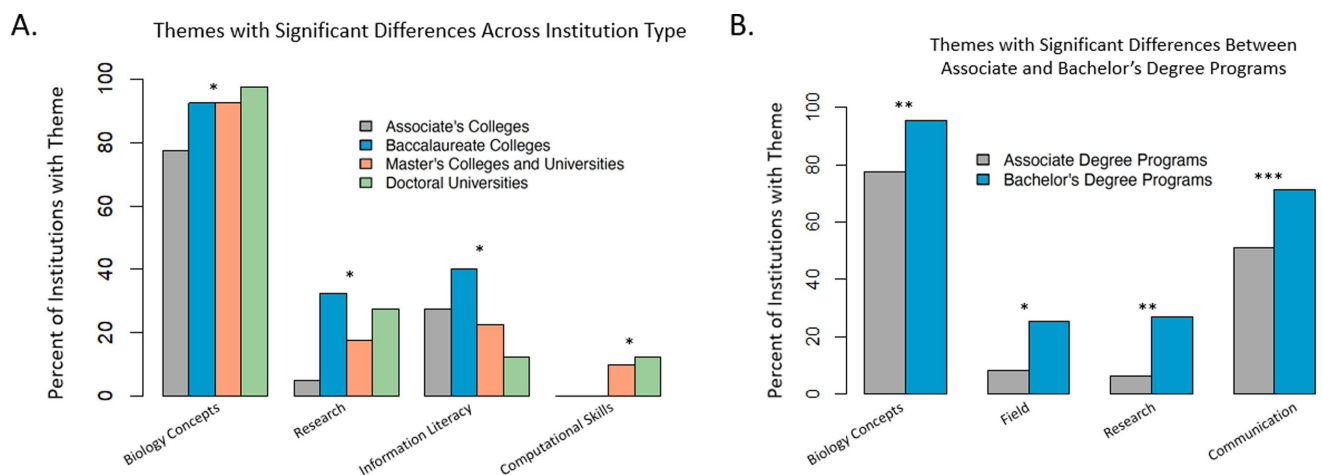 A.
Themes with Significant Differences Across Institution Type
Percent of Institutions with Theme
100
80
60
40
20
0
*
*
*
*
Associate's Colleges
Baccalaureate Colleges
Master's Colleges and Universities
Doctoral Universities
Biology Concepts
Research
Information Literacy
Computational Skills
B.
Themes with Significant Differences Between
Associate and Bachelor's Degree Programs
Percent of Institutions with Theme
100
80
60
40
20
0
**
*
**
***
Associate Degree Programs
Bachelor's Degree Programs
Biology Concepts
Field
Research
Communication